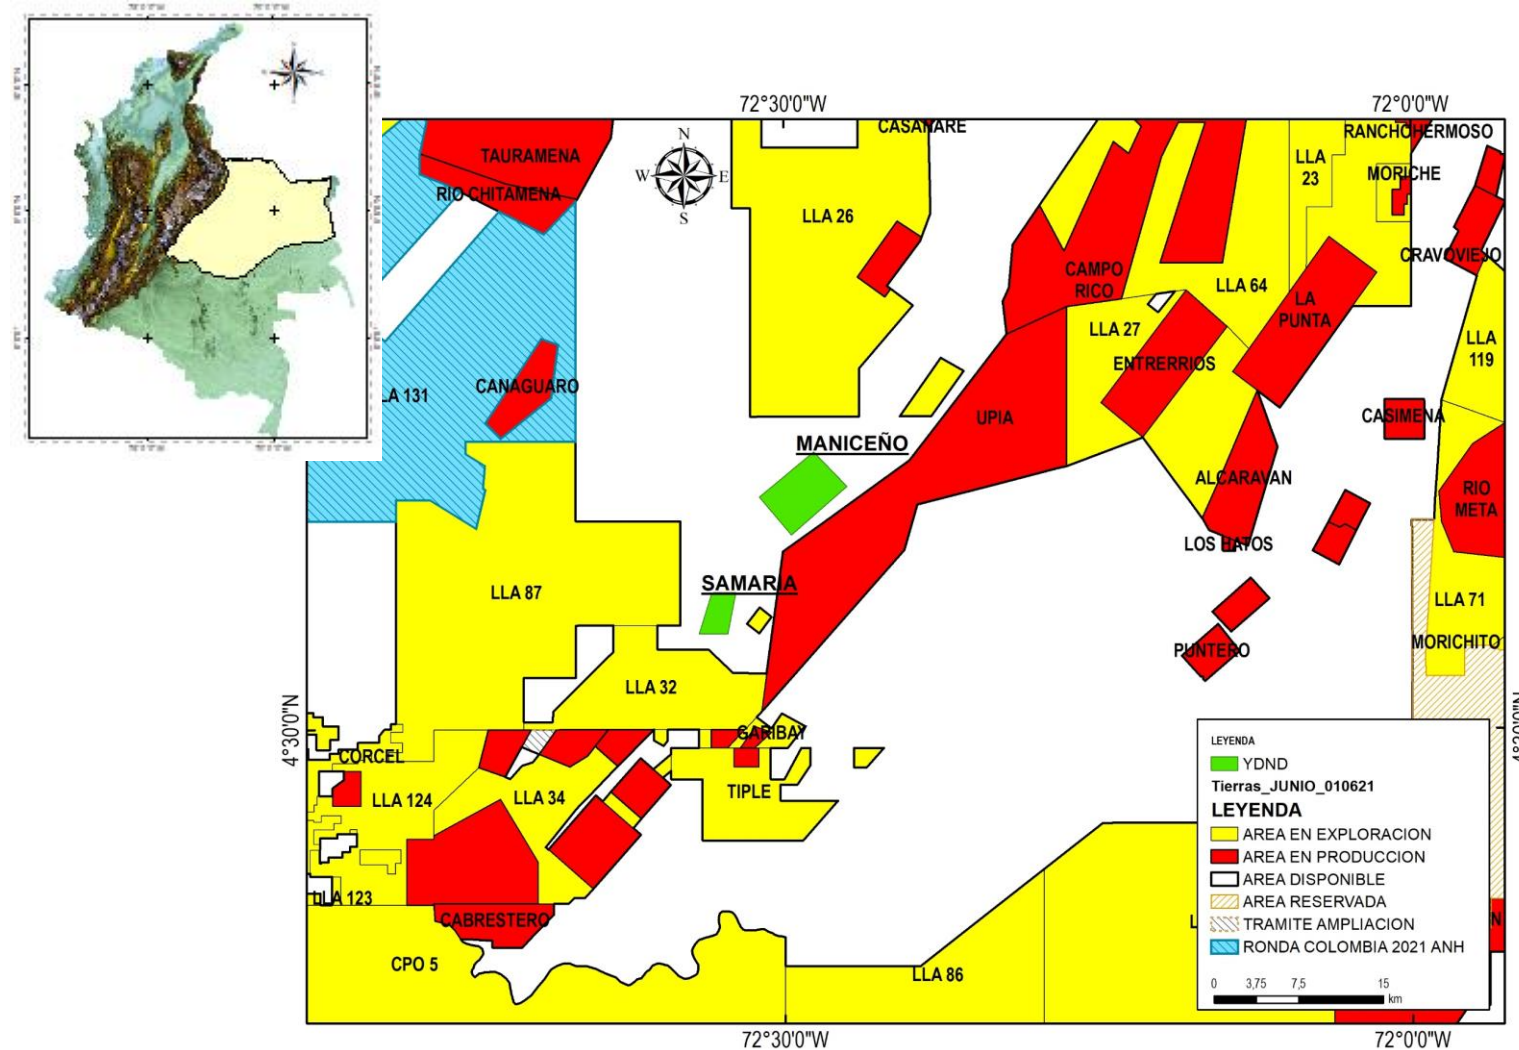 72°30'0"W
72°0'0"W
CASANARE
RANCHOHERMOSO
TAURAMENA
N
W
E
S
LLA
23
MORICHE
RIO CHITAMENA
LLA 26
CRAVOVIEJO
CAMPO
RICO
LLA 64
LA
PUNTA
LLA 27
LLA
119
ENTRERRIOS
CANAGUARO
LA 131
UPIA
CASIMENA
MANICEÑO
ALCARAVAN
RIO
META
LOS HATOS
SAMARIA
LLA 87
LLA 71
MORICHITO
PUNTERO
LLA 32
4°30'0"N
GARIBAY
CORCEL
TIPLE
LLA 124
LLA 34
LLA 123
CABRESTERO
CPO 5
LLA 86
L
N
LEYENDA
YDND
Tierras_JUNIO_010621
LEYENDA
AREA EN EXPLORACION
AREA EN PRODUCCION
AREA DISPONIBLE
AREA RESERVADA
TRAMITE AMPLIACION
RONDA COLOMBIA 2021 ANH
0 3,75 7,5 15
km
72°30'0"W
72°0'0"W